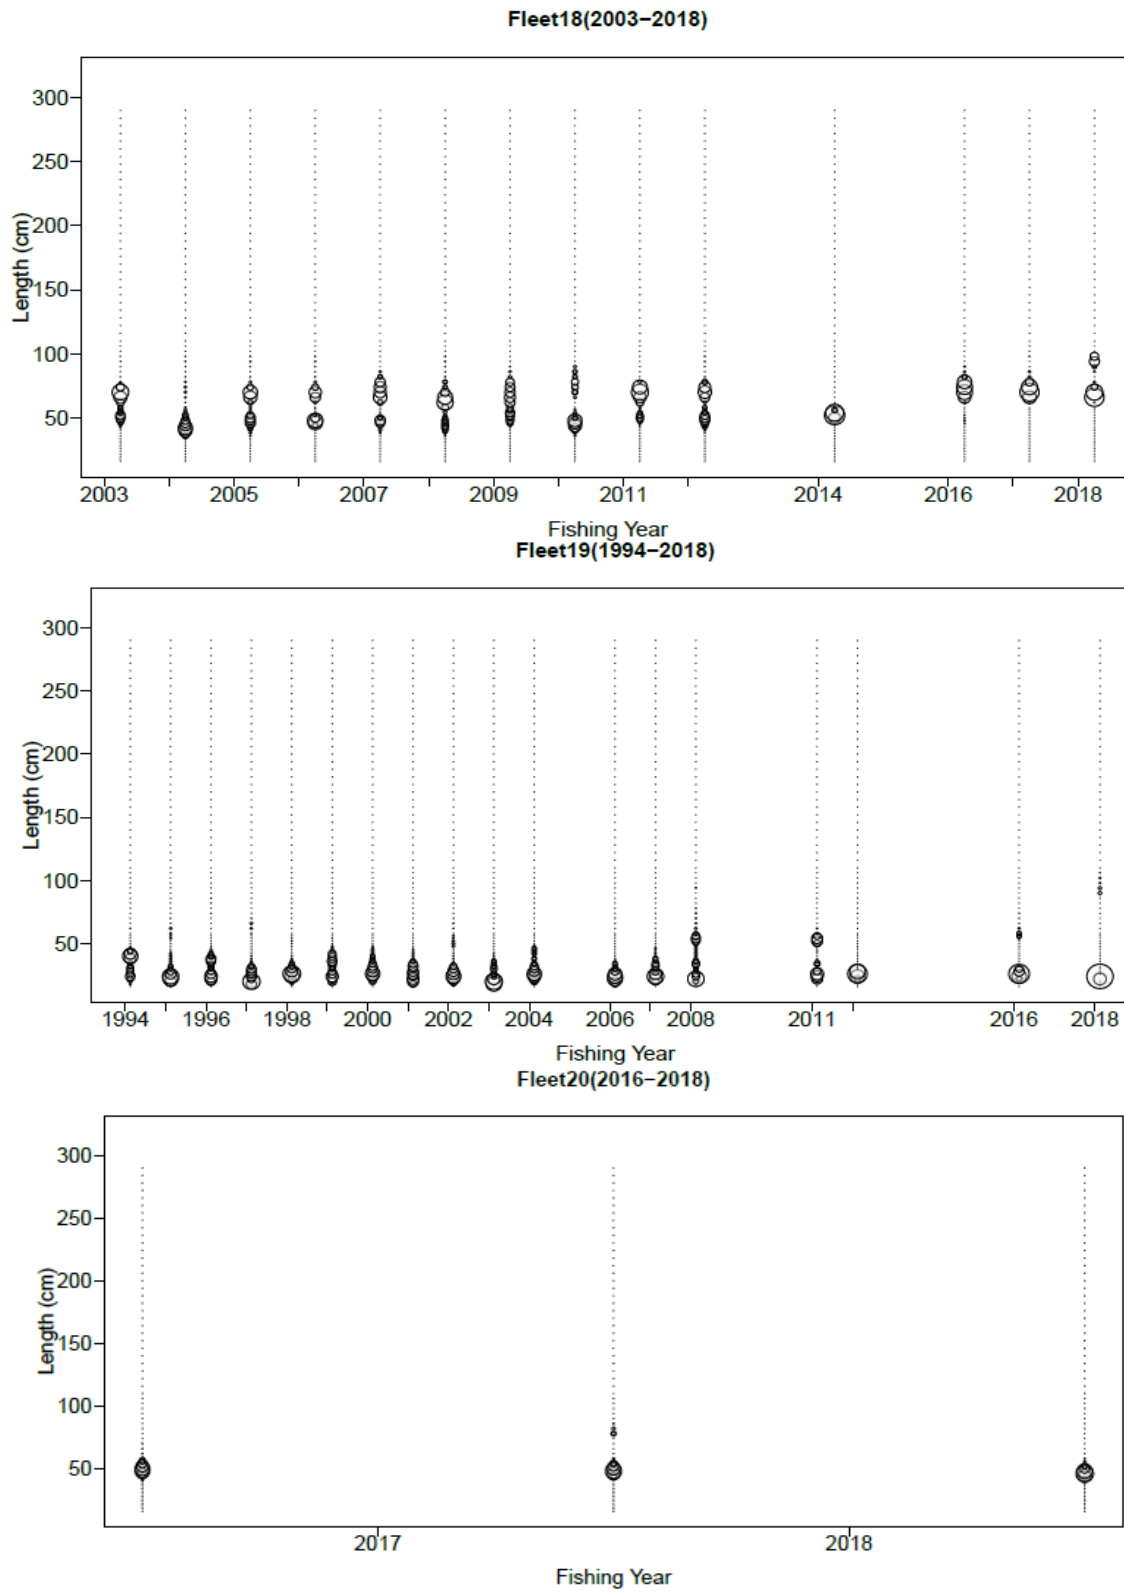 Fleet18(2003−2018)
Length (cm)
300
250
200
150
100
50
2003 2005 2007 2009 2011 2014 2016 2018
Fishing Year
Fleet19(1994−2018)
Length (cm)
300
250
200
150
100
50
1994 1996 1998 2000 2002 2004 2006 2008 2011 2016 2018
Fishing Year
Fleet20(2016−2018)
Length (cm)
300
250
200
150
100
50
2017 2018
Fishing Year